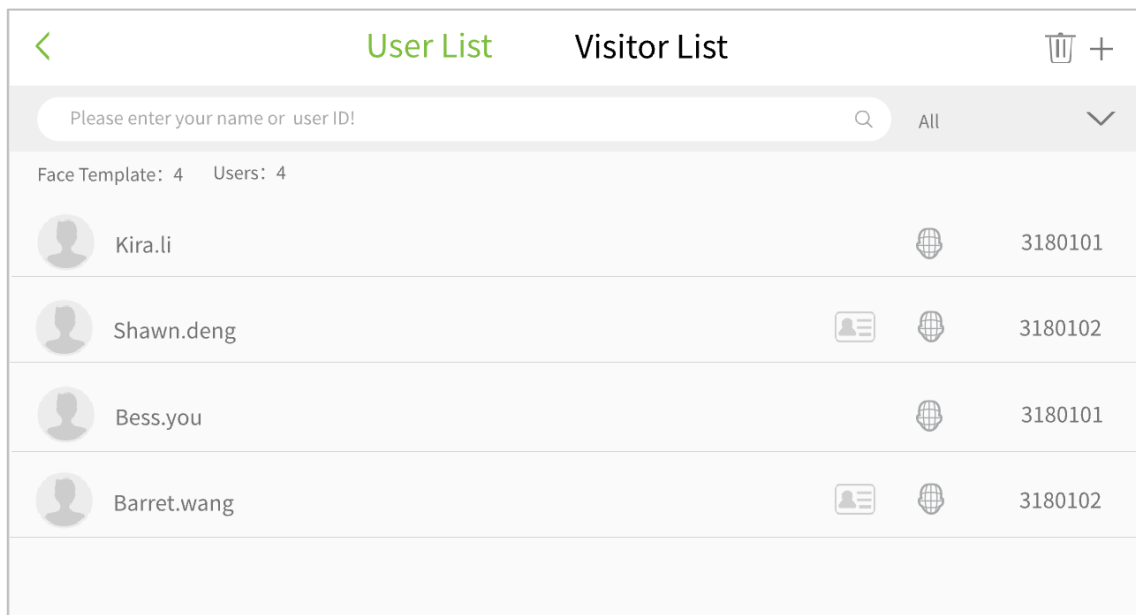 User List Visitor List
Please enter your name or user ID! All
Face Template：4 Users：4
Kira.li 3180101
Shawn.deng 3180102
Bess.you 3180101
Barret.wang 3180102